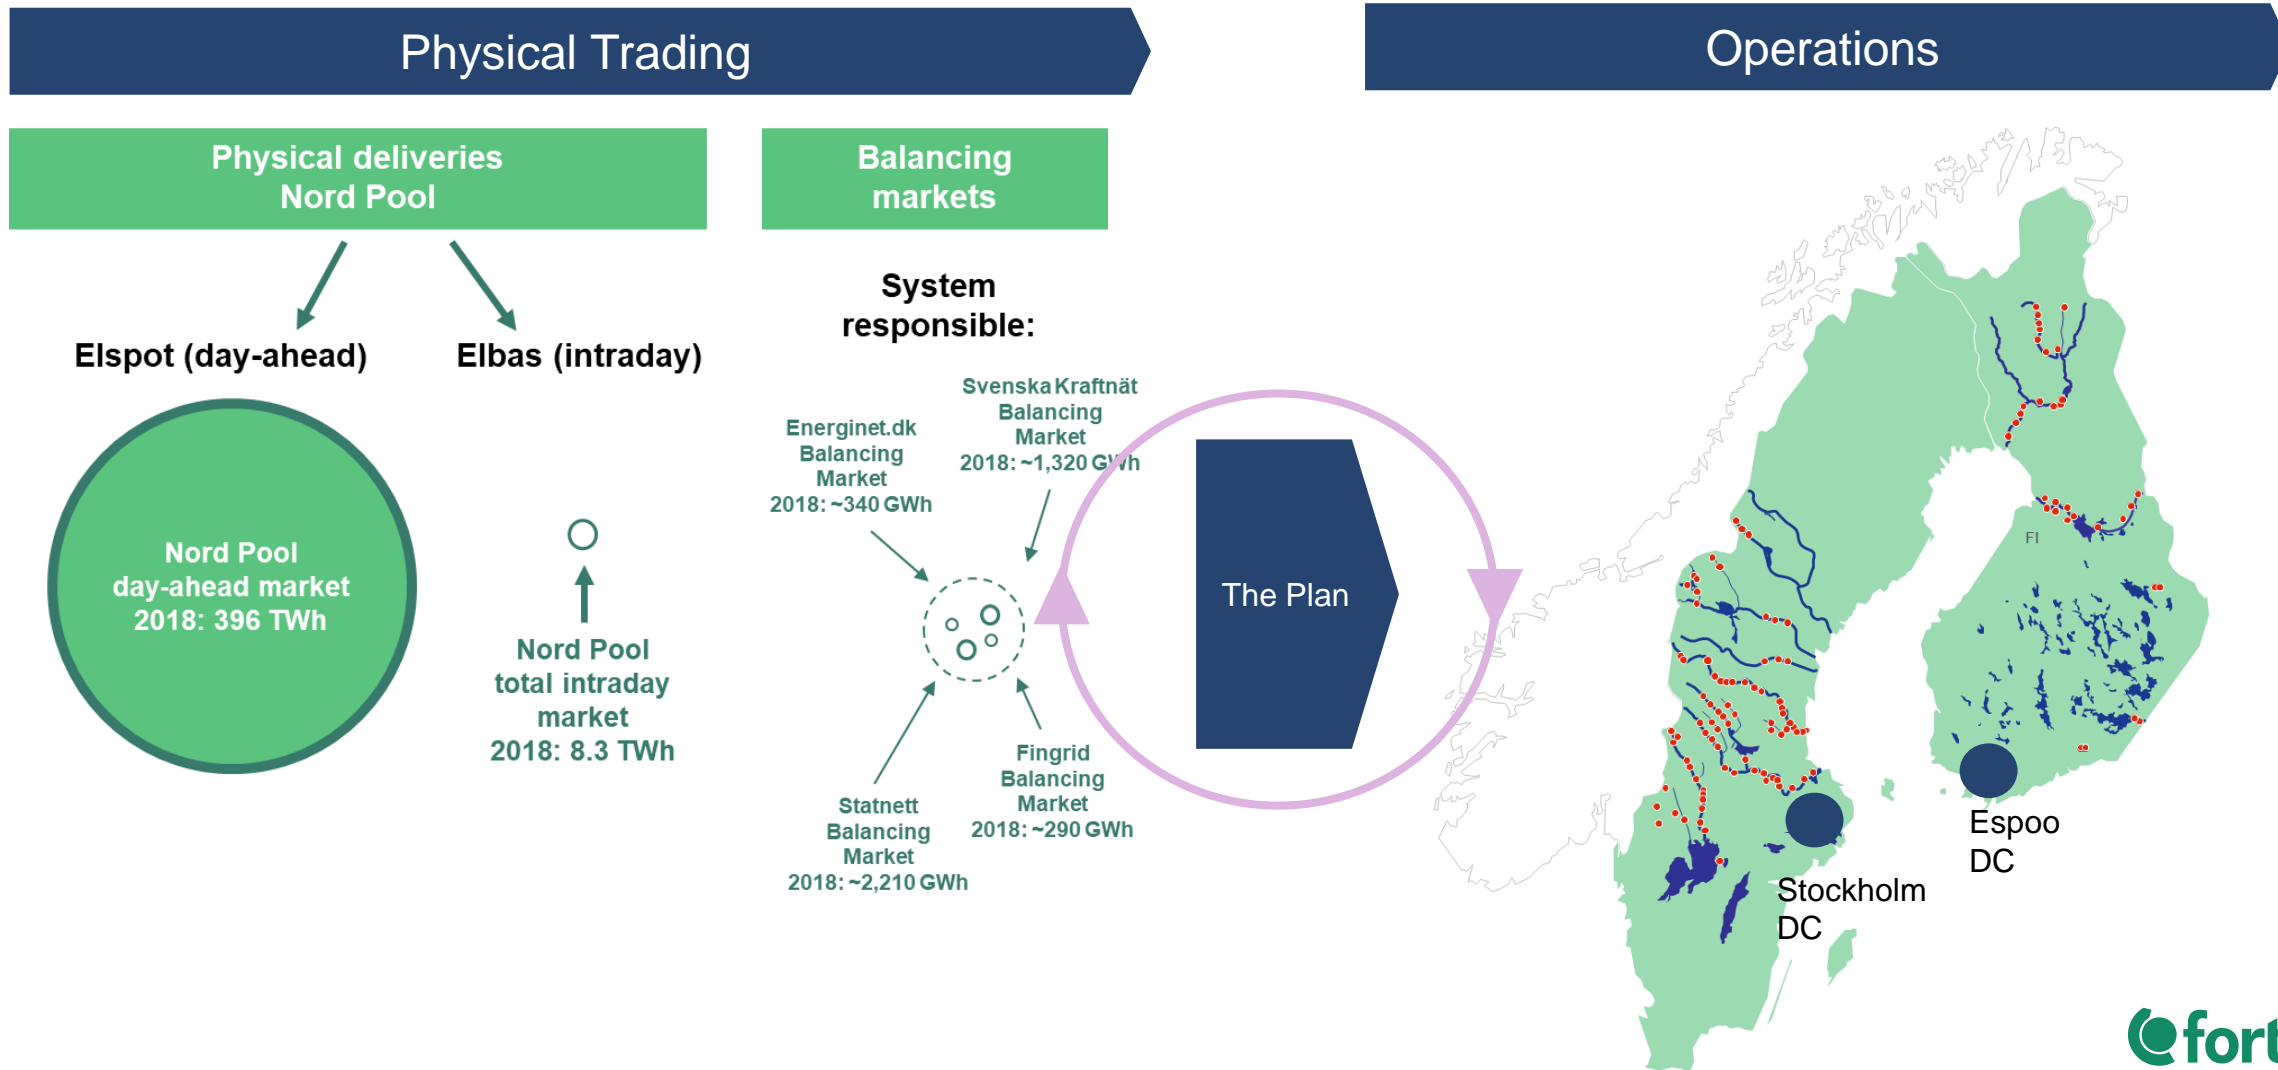 Physical Trading
Operations
Physical deliveries
Nord Pool
Balancing
markets
Elspot (day-ahead)
Elbas (intraday)
System
responsible:
Nord Pool
day-ahead market
2018: 396 TWh
Nord Pool
total intraday
market
2018: 8.3 TWh
Energinet.dk
Balancing
Market
2018: ~340 GWh
Svenska Kraftnät
Balancing
Market
2018: ~1,320 GWh
Statnett
Balancing
Market
2018: ~2,210 GWh
Fingrid
Balancing
Market
2018: ~290 GWh
The Plan
FI
Espoo
DC
Stockholm
DC
fort